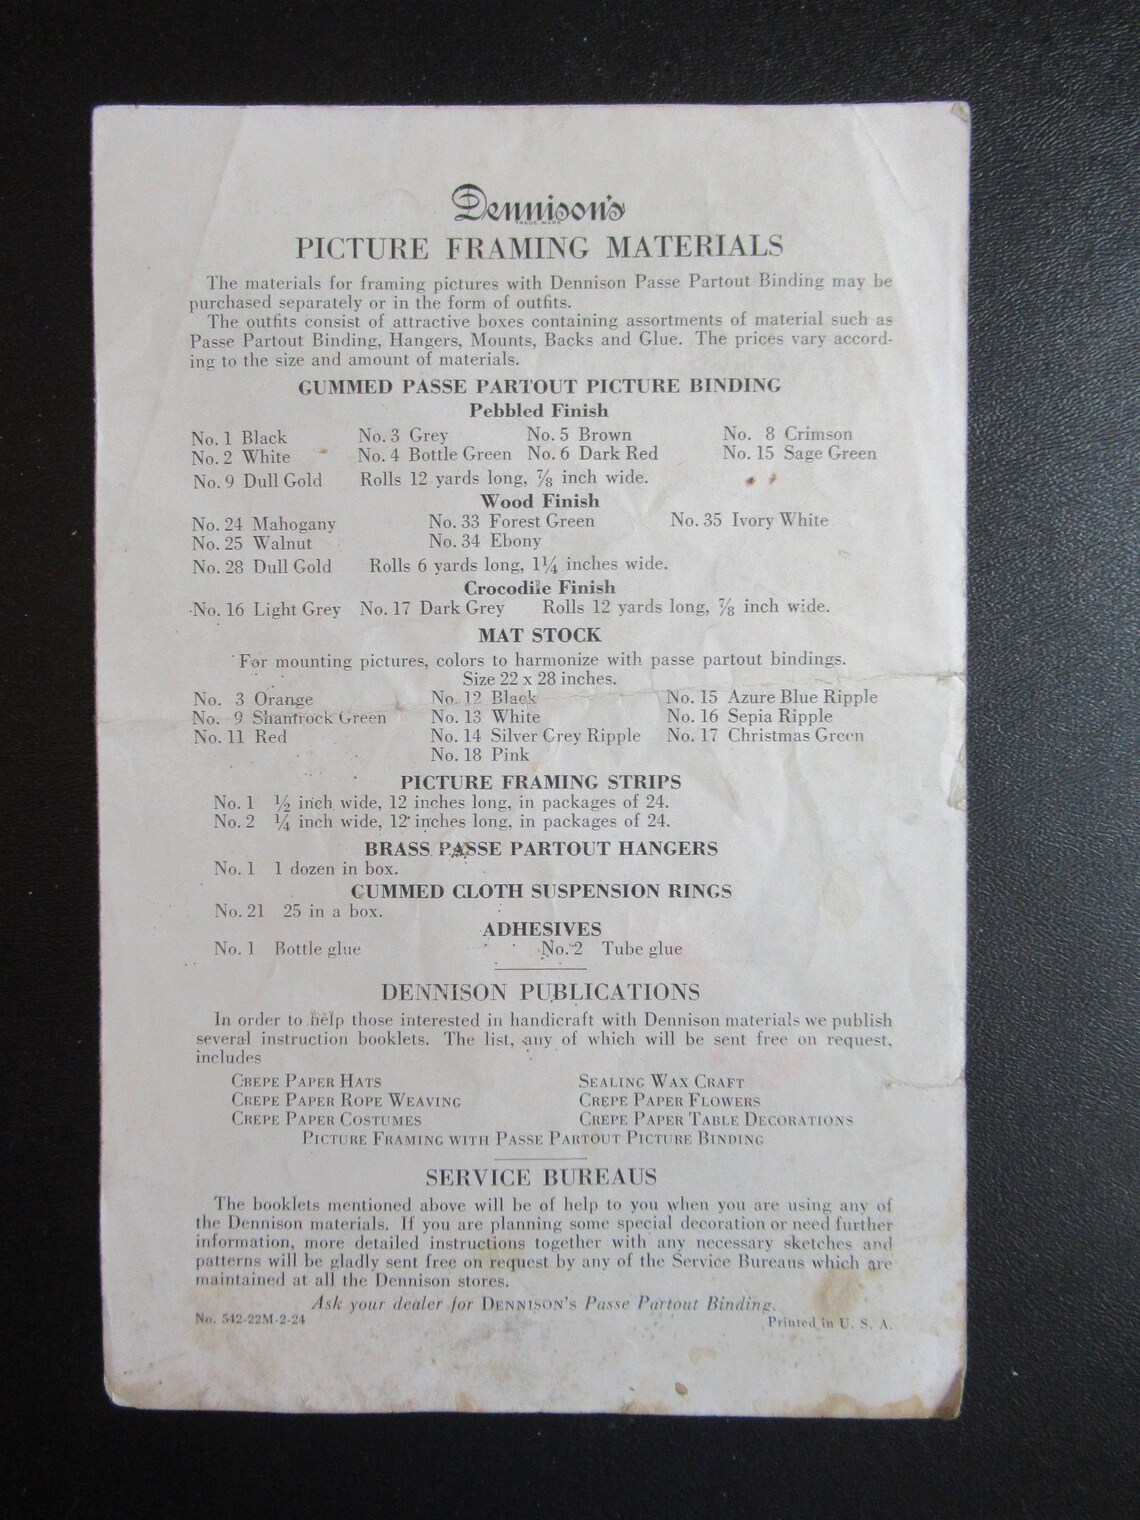 Dennison's
TRADE MARK
PICTURE FRAMING MATERIALS
The materials for framing pictures with Dennison Passe Partout Binding may be
purchased separately or in the form of outfits.
The outfits consist of attractive boxes containing assortments of material such as
Passe Partout Binding, Hangers, Mounts, Backs and Glue. The prices vary accord-
ing to the size and amount of materials.
GUMMED PASSE PARTOUT PICTURE BINDING
Pebbled Finish
No. 1 Black No. 3 Grey No. 5 Brown No. 8 Crimson
No. 2 White No. 4 Bottle Green No. 6 Dark Red No. 15 Sage Green
No. 9 Dull Gold Rolls 12 yards long, 7/8 inch wide.
Wood Finish
No. 24 Mahogany No. 33 Forest Green No. 35 Ivory White
No. 25 Walnut No. 34 Ebony
No. 28 Dull Gold Rolls 6 yards long, 1 1/4 inches wide.
Crocodile Finish
No. 16 Light Grey No. 17 Dark Grey Rolls 12 yards long, 7/8 inch wide.
MAT STOCK
For mounting pictures, colors to harmonize with passe partout bindings.
Size 22 x 28 inches.
No. 3 Orange No. 12 Black No. 15 Azure Blue Ripple
No. 9 Shamrock Green No. 13 White No. 16 Sepia Ripple
No. 11 Red No. 14 Silver Grey Ripple No. 17 Christmas Green
No. 18 Pink
PICTURE FRAMING STRIPS
No. 1 1/2 inch wide, 12 inches long, in packages of 24.
No. 2 1/4 inch wide, 12 inches long, in packages of 24.
BRASS PASSE PARTOUT HANGERS
No. 1 1 dozen in box.
GUMMED CLOTH SUSPENSION RINGS
No. 21 25 in a box.
ADHESIVES
No. 1 Bottle glue No. 2 Tube glue
DENNISON PUBLICATIONS
In order to help those interested in handicraft with Dennison materials we publish
several instruction booklets. The list, any of which will be sent free on request,
includes
CREPE PAPER HATS SEALING WAX CRAFT
CREPE PAPER ROPE WEAVING CREPE PAPER FLOWERS
CREPE PAPER COSTUMES CREPE PAPER TABLE DECORATIONS
PICTURE FRAMING WITH PASSE PARTOUT PICTURE BINDING
SERVICE BUREAUS
The booklets mentioned above will be of help to you when you are using any of
the Dennison materials. If you are planning some special decoration or need further
information, more detailed instructions together with any necessary sketches and
patterns will be gladly sent free on request by any of the Service Bureaus which are
maintained at all the Dennison stores.
Ask your dealer for DENNISON'S Passe Partout Binding.
No. 542-22M-2-24 Printed in U. S. A.